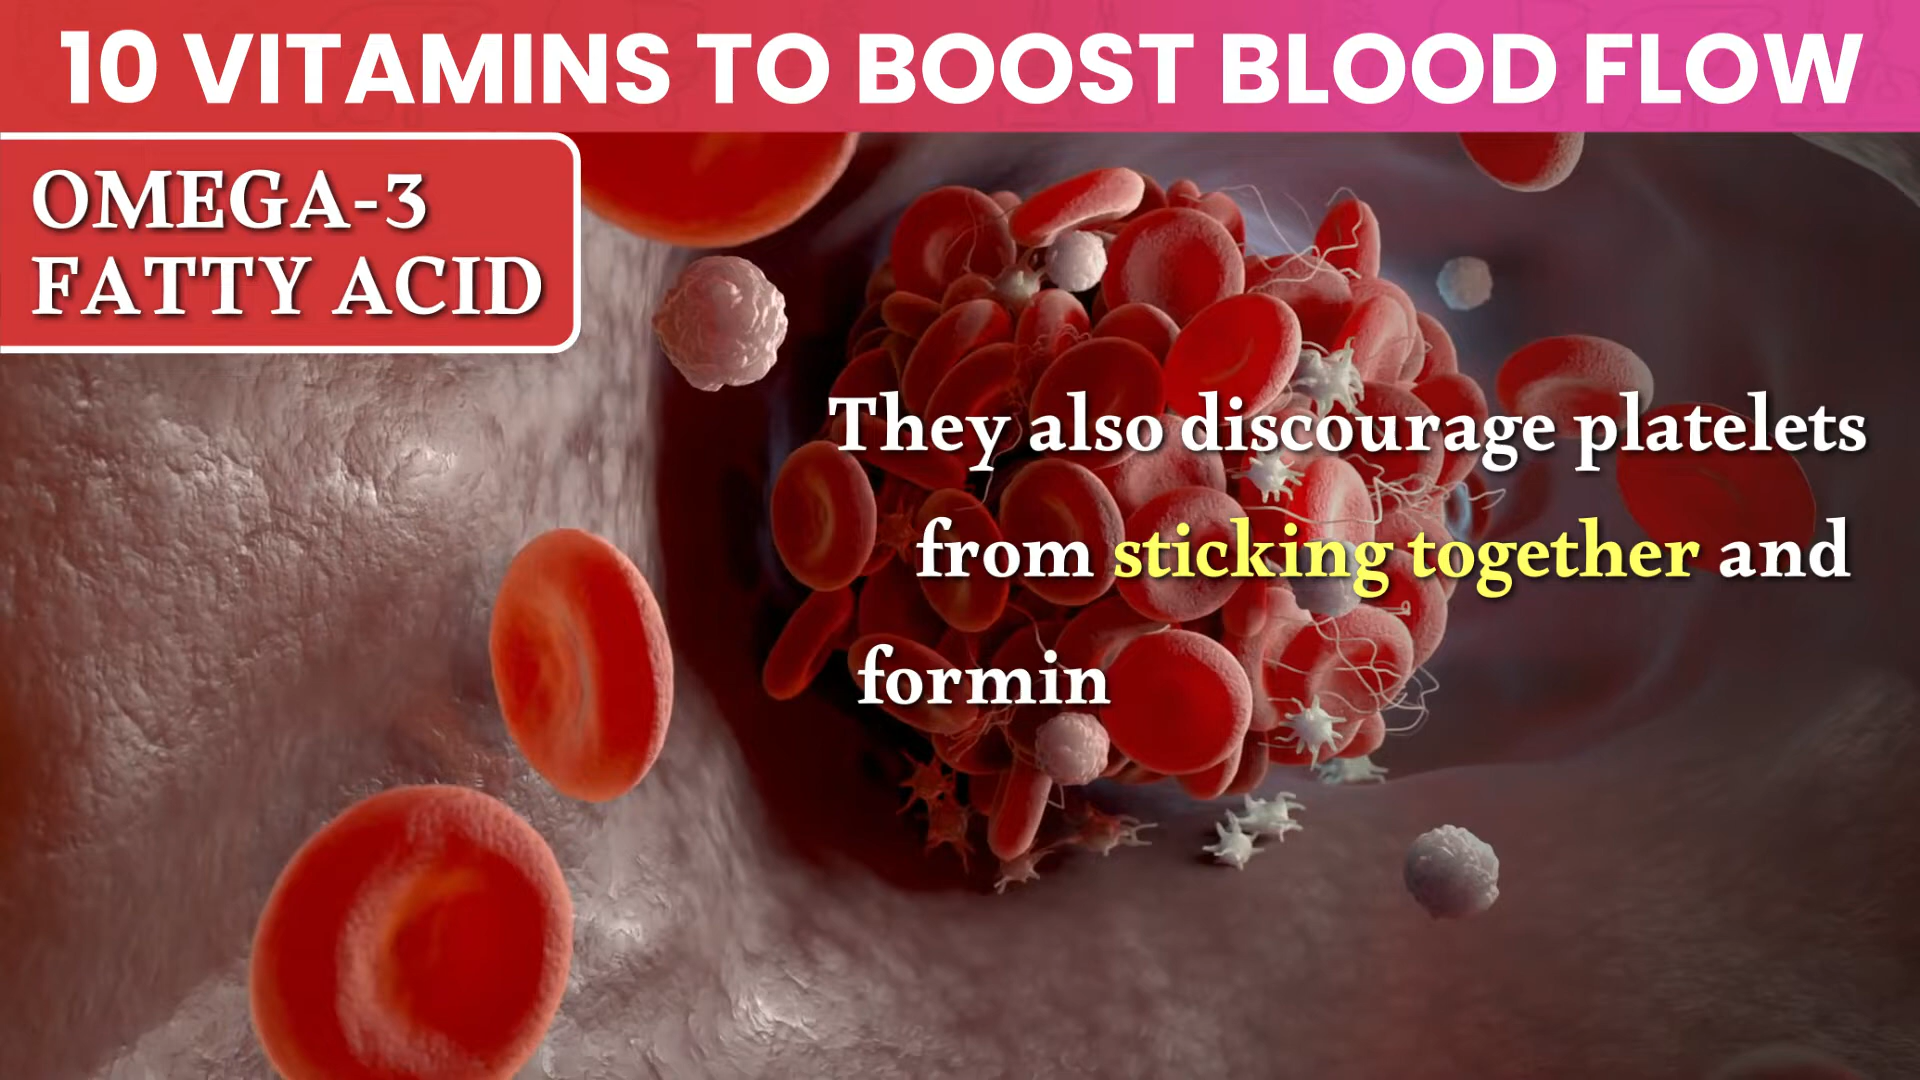 10 VITAMINS TO BOOST BLOOD FLOW
OMEGA-3
FATTY ACID
They also discourage platelets
from sticking together and
formin